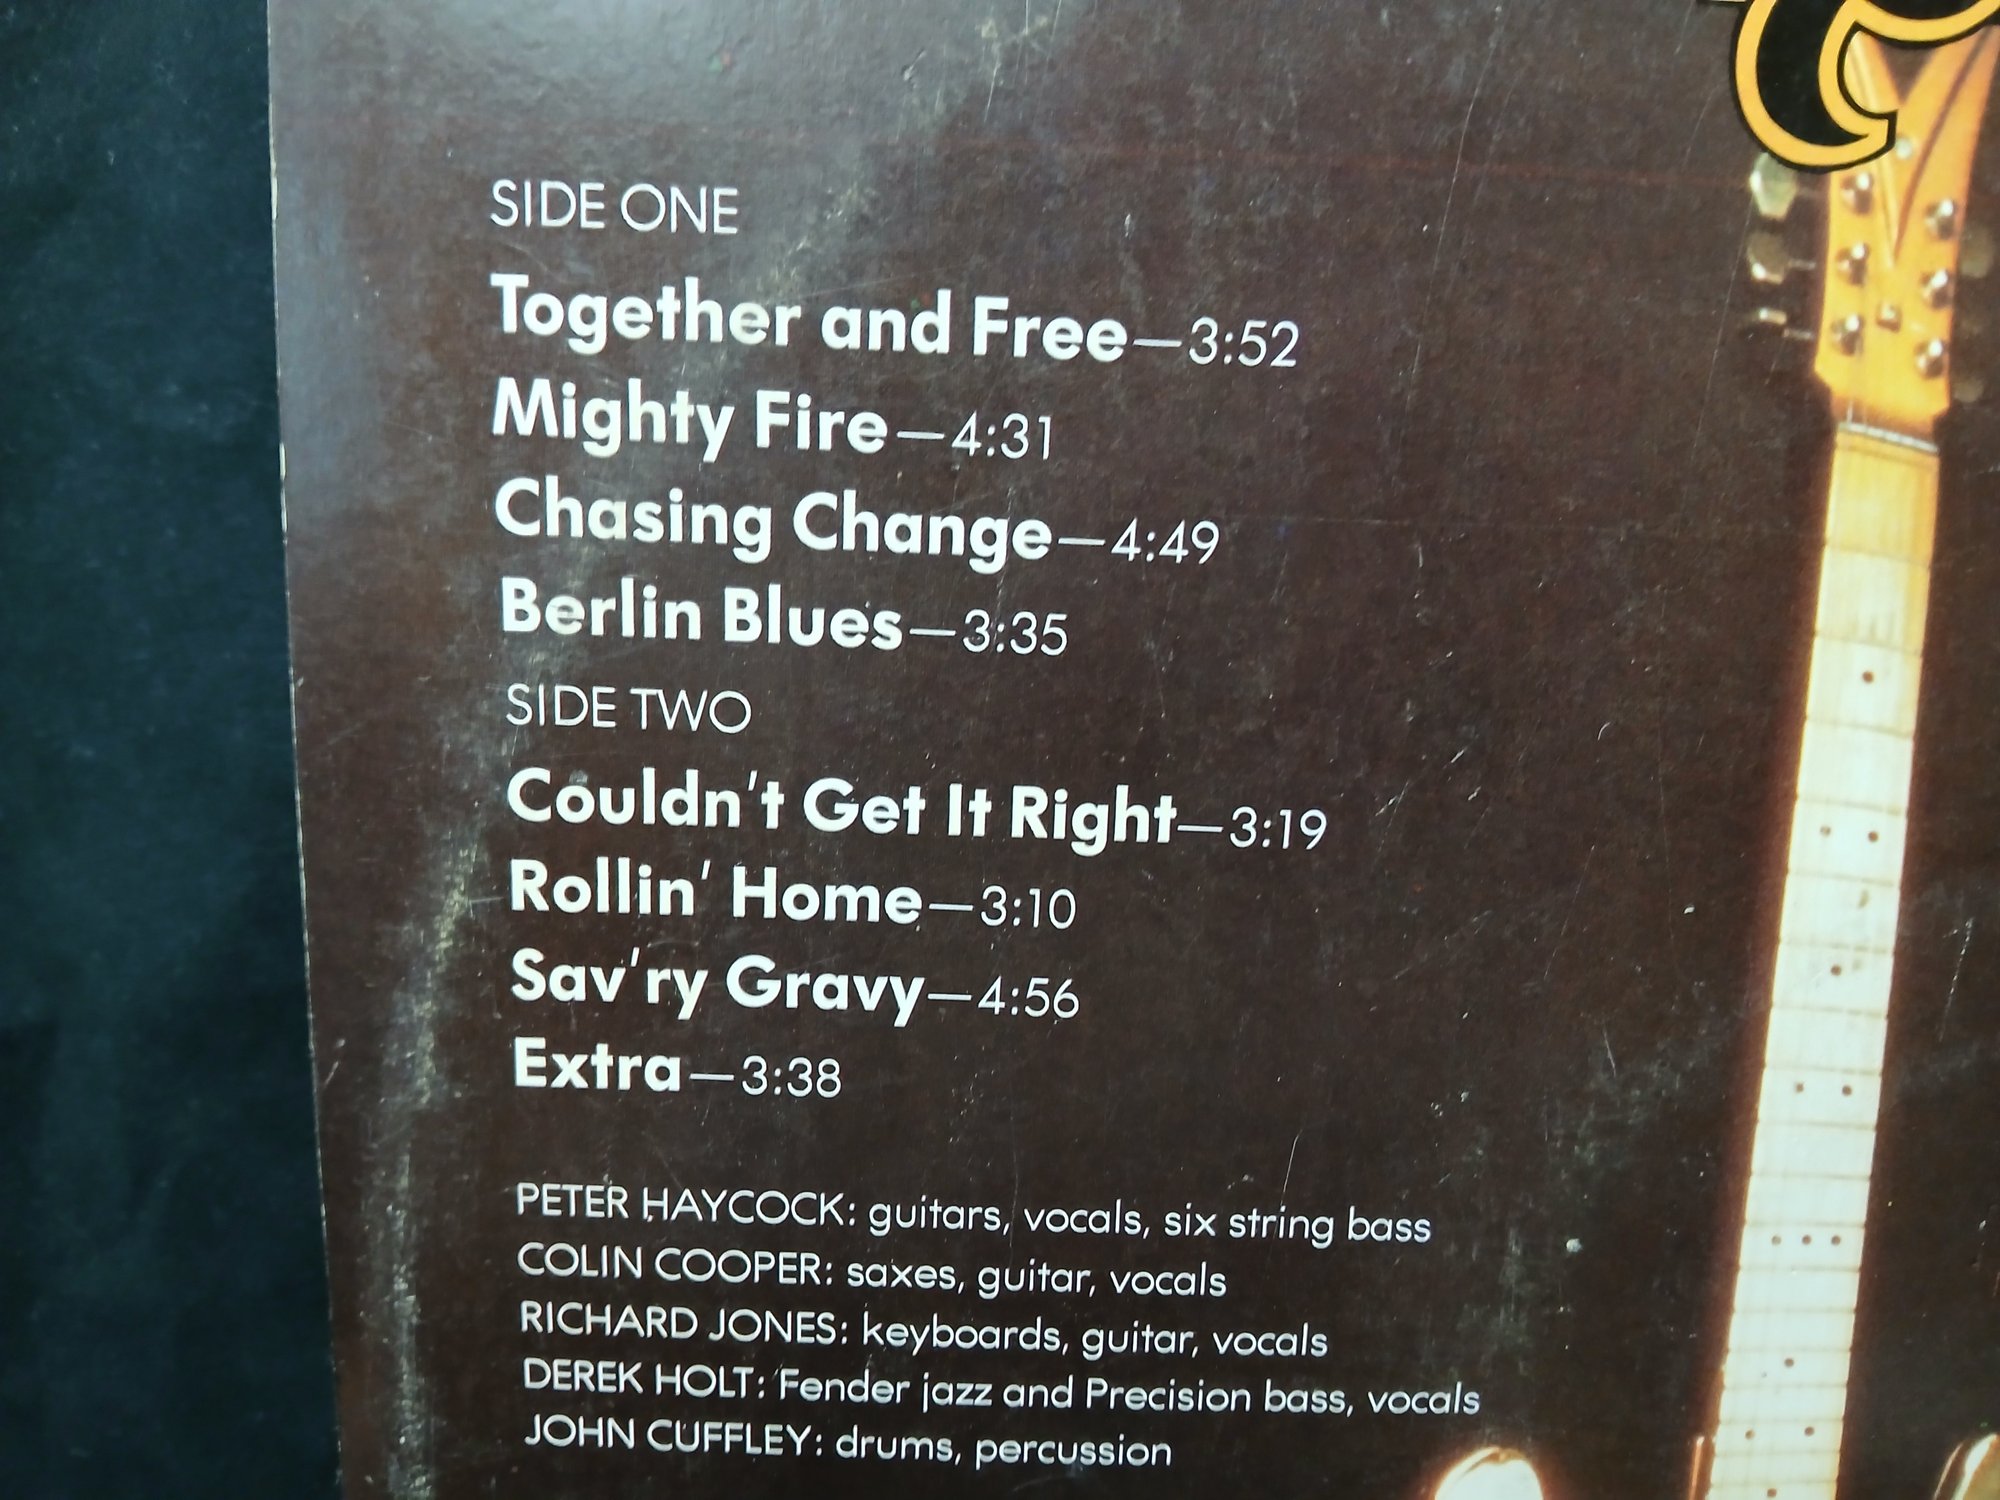 SIDE ONE
Together and Free—3:52
Mighty Fire—4:31
Chasing Change—4:49
Berlin Blues—3:35
SIDE TWO
Couldn't Get It Right—3:19
Rollin' Home—3:10
Sav'ry Gravy—4:56
Extra—3:38
PETER HAYCOCK: guitars, vocals, six string bass
COLIN COOPER: saxes, guitar, vocals
RICHARD JONES: keyboards, guitar, vocals
DEREK HOLT: Fender jazz and Precision bass, vocals
JOHN CUFFLEY: drums, percussion